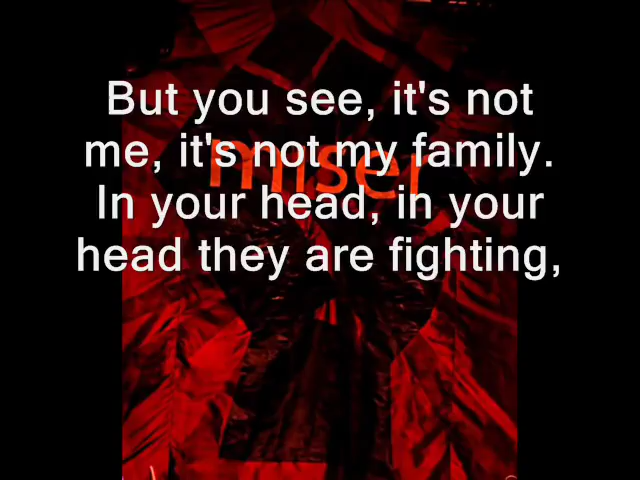 But you see, it's not
me, it's not my family.
miser
In your head, in your
head they are fighting,